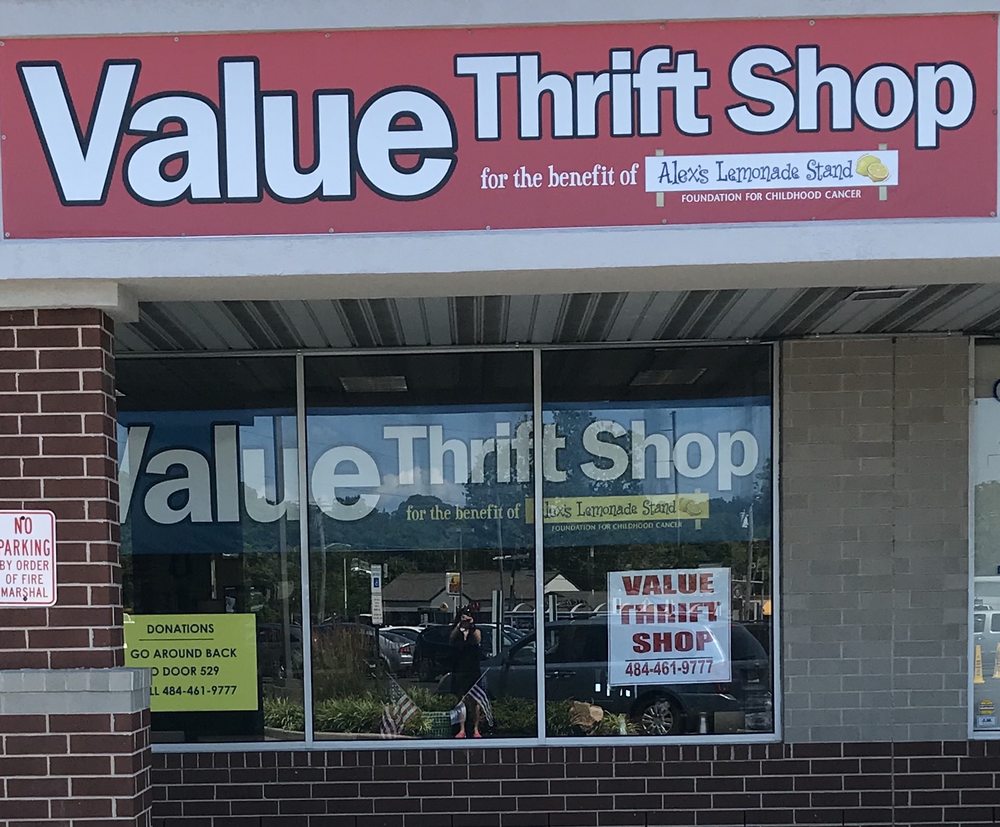 Value Thrift Shop
for the benefit of Alex's Lemonade Stand
FOUNDATION FOR CHILDHOOD CANCER
Value Thrift Shop
for the benefit of Alex's Lemonade Stand
FOUNDATION FOR CHILDHOOD CANCER
NO
PARKING
BY ORDER
OF FIRE
MARSHAL
DONATIONS
GO AROUND BACK
DOOR 529
484-461-9777
VALUE
THRIFT
SHOP
484-461-9777